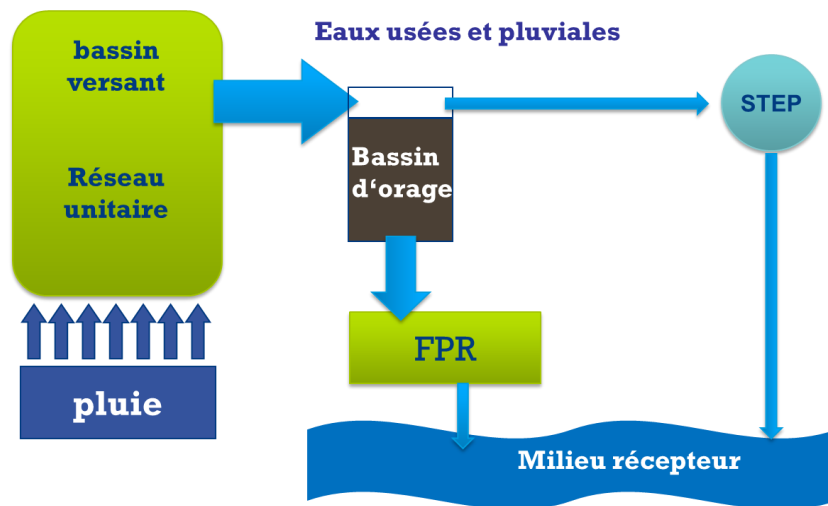 Eaux usées et pluviales
bassin
versant
Réseau
unitaire
pluie
Bassin
d‘orage
STEP
FPR
Milieu récepteur